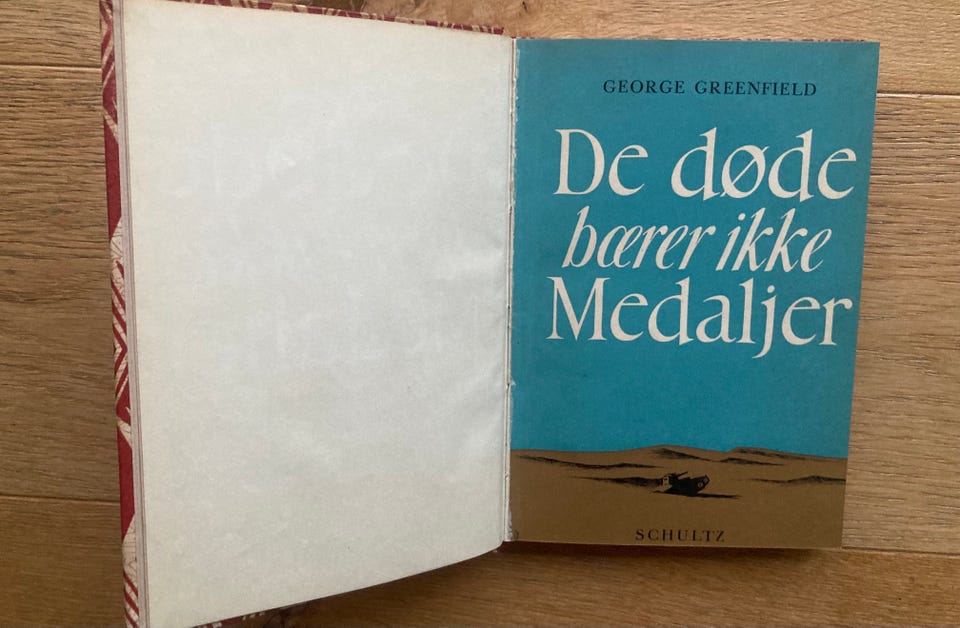 GEORGE GREENFIELD
De døde
bærer ikke
Medaljer
SCHULTZ